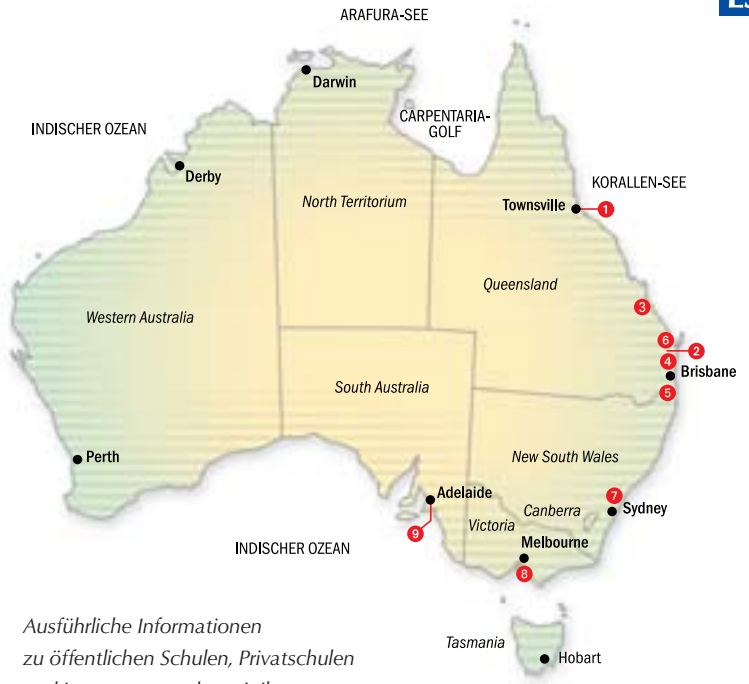 ARAFURA-SEE
Darwin
INDISCHER OZEAN
CARPENTARIA-
GOLF
Derby
KORALLEN-SEE
North Territorium
Townsville
1
Queensland
Western Australia
3
6
2
4
Brisbane
South Australia
5
Perth
New South Wales
Adelaide
7
Canberra
Sydney
Victoria
9
INDISCHER OZEAN
Melbourne
8
Ausführliche Informationen
zu öffentlichen Schulen, Privatschulen
Tasmania
Hobart